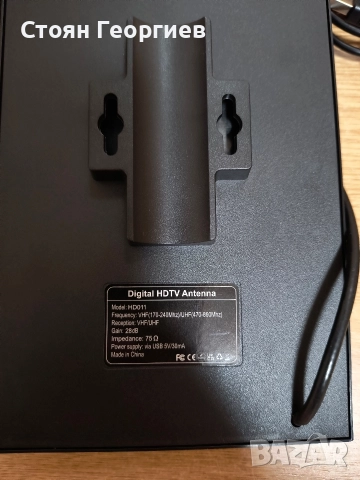 Стоян Георгиев
Digital HDTV Antenna
Model: HD011
Frequency: VHF(170-240Mhz)/UHF(470-860Mhz)
Reception: VHF/UHF
Gain: 28dB
Impedance: 75 Ω
Power supply: via USB 5V/30mA
Made in China
BAZAR